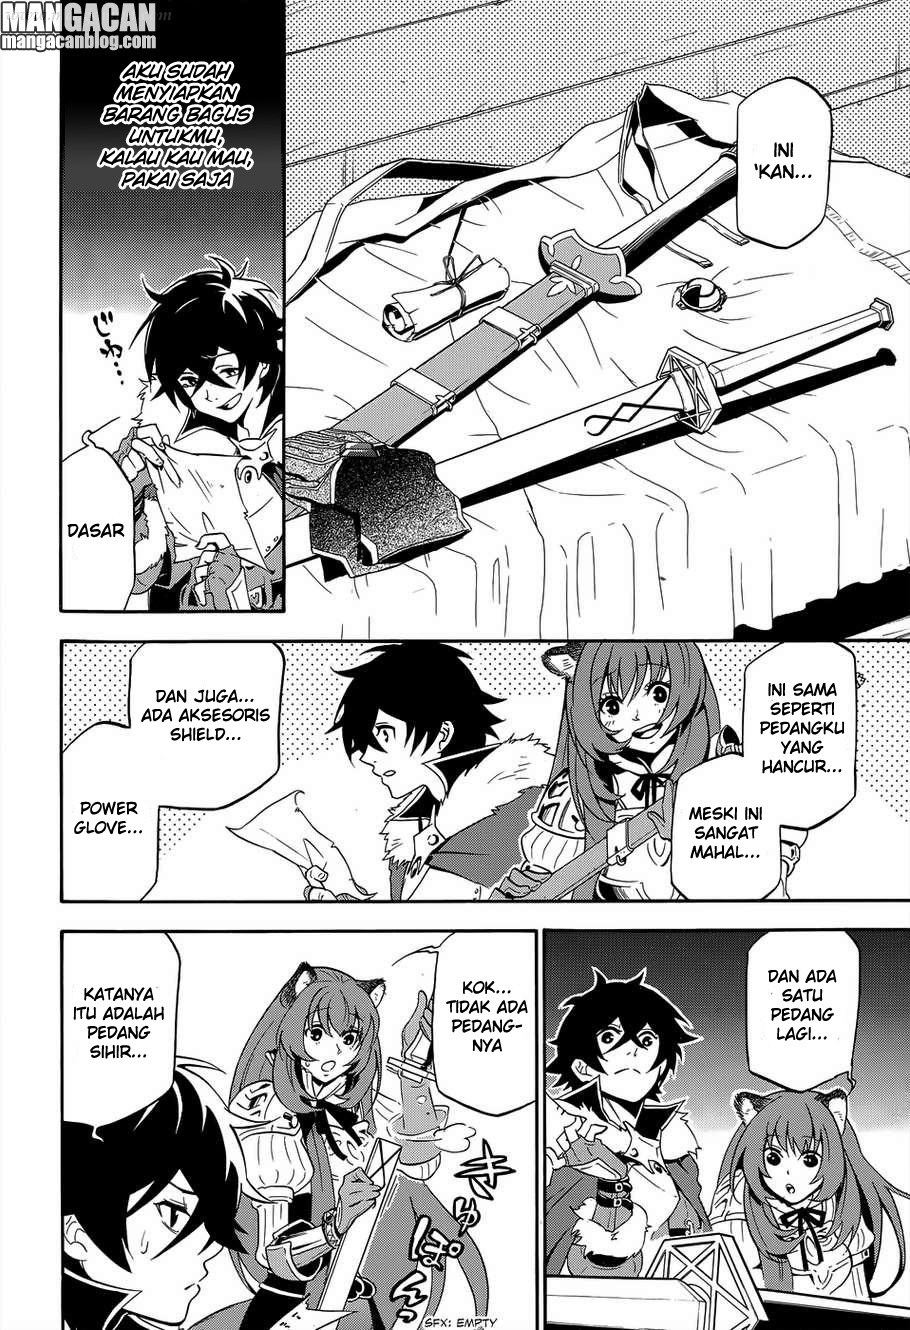 MANGACAN
mangacanblog.com
INI
'KAN...
AKU SUDAH
MENYIAPKAN
BARANG BAGUS
UNTUKMU,
KALAU KAU MAU,
PAKAI SAJA
じわ…
DASAR
INI SAMA
SEPERTI
PEDANGKU
YANG
HANCUR...
MESKI INI
SANGAT
MAHAL...
DAN JUGA...
ADA AKSESORIS
SHIELD...
POWER
GLOVE...
DAN ADA
SATU
PEDANG
LAGI...
KOK...
TIDAK ADA
PEDANG-
NYA
KATANYA
ITU ADALAH
PEDANG
SIHIR...
きゅぽんっ
SFX: EMPTY